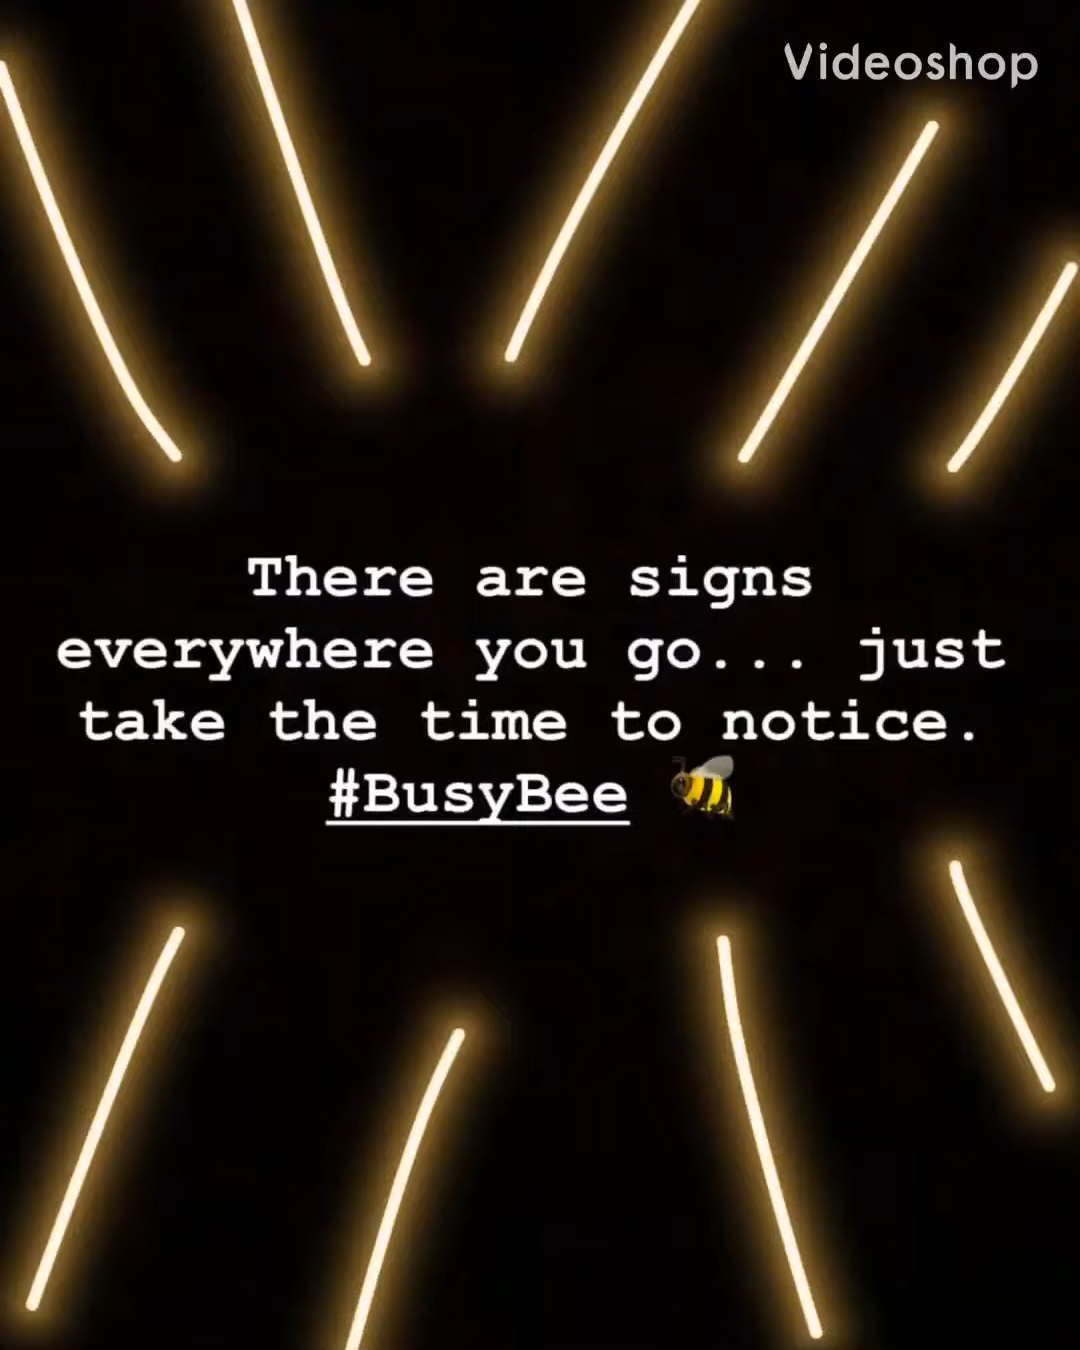 Videoshop
There are signs
everywhere you go... just
take the time to notice.
#BusyBee 🐝